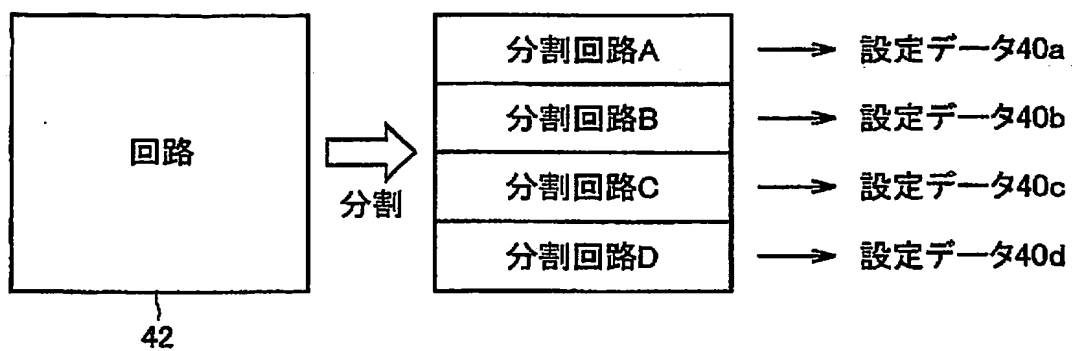 回路
42
分割
分割回路A
設定データ40a
分割回路B
設定データ40b
分割回路C
設定データ40c
分割回路D
設定データ40d